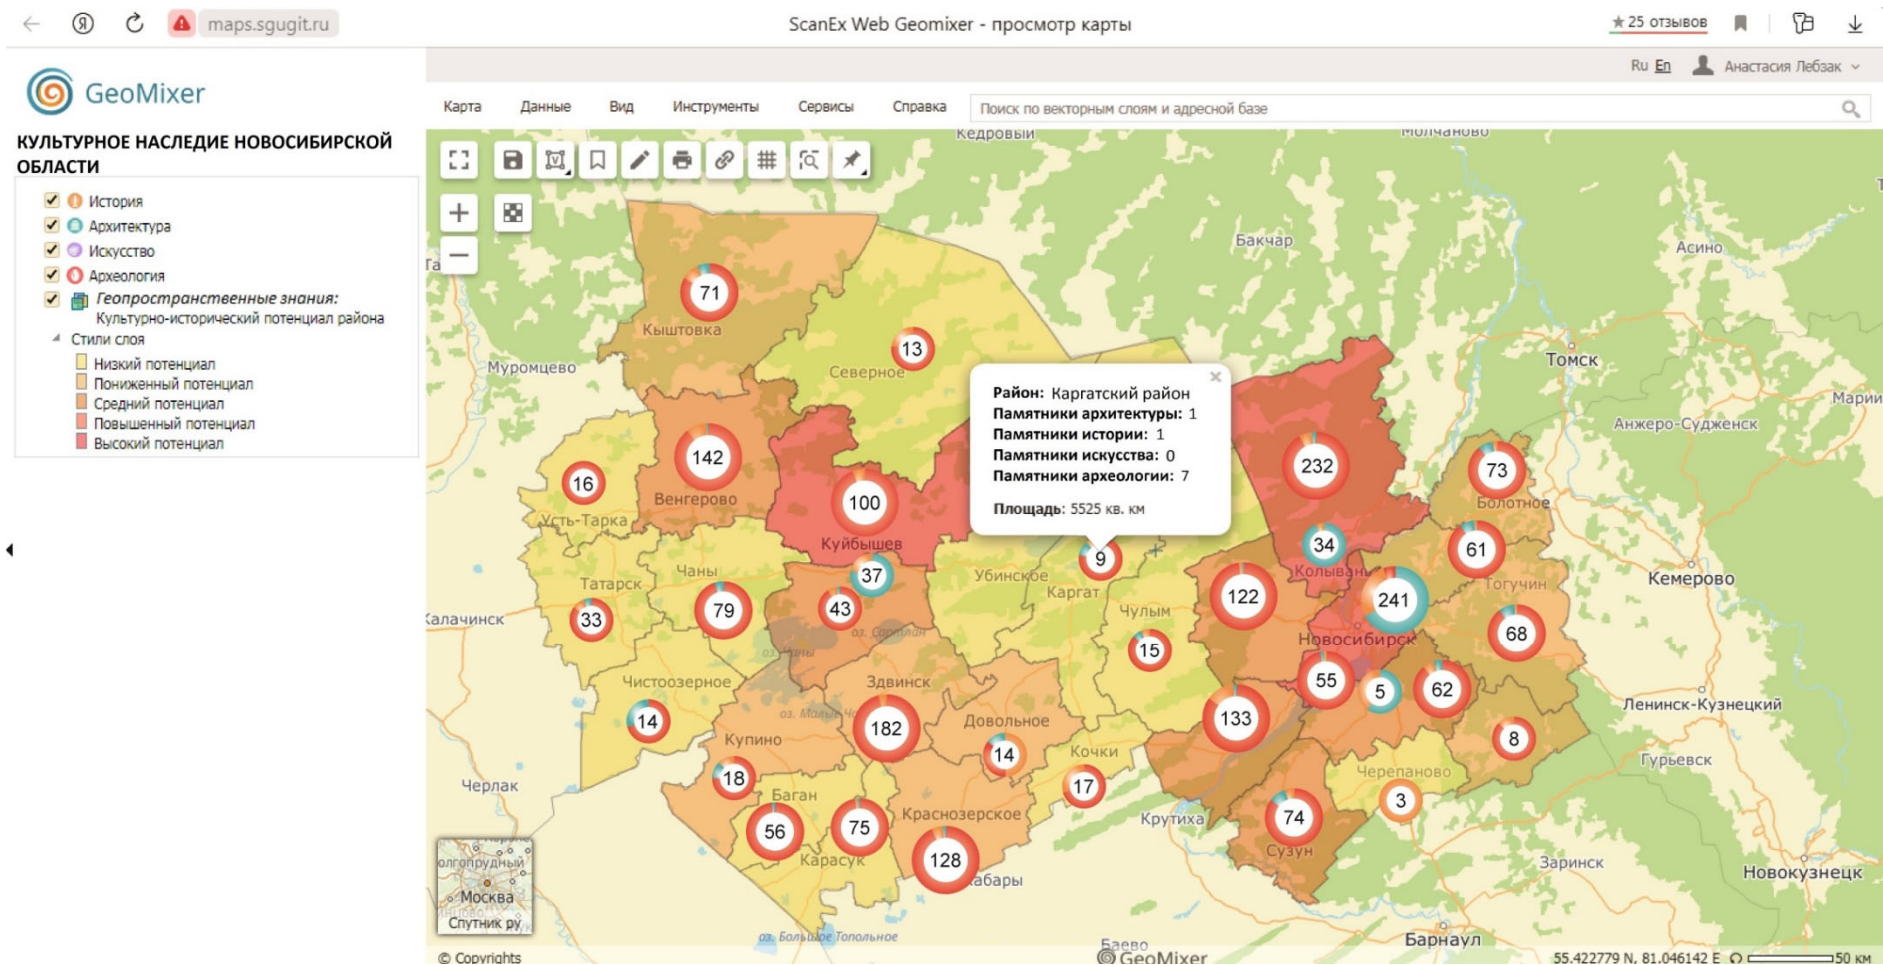 maps.sgugit.ru
ScanEx Web Geomixer - просмотр карты
★ 25 отзывов
Ru En
Анастасия Лебзак
GeoMixer
Карта Данные Вид Инструменты Сервисы Справка
Поиск по векторным слоям и адресной базе
КУЛЬТУРНОЕ НАСЛЕДИЕ НОВОСИБИРСКОЙ
ОБЛАСТИ
История
Архитектура
Искусство
Археология
Геопространственные знания:
Культурно-исторический потенциал района
Стили слоя
Низкий потенциал
Пониженный потенциал
Средний потенциал
Повышенный потенциал
Высокий потенциал
Кедровый
Молчаново
Бакчар
Асино
71
Кыштовка
13
Северное
Муромцево
Томск
Район: Каргатский район
Памятники архитектуры: 1
Памятники истории: 1
Памятники искусства: 0
Памятники археологии: 7
Площадь: 5525 кв. км
Марии
Анжеро-Судженск
142
Венгерово
16
Усть-Тарка
100
Куйбышев
232
73
Болотное
34
Колывань
61
Тогучин
9
Убинское
Каргат
37
Чаны
Татарск
79
43
33
Калачинск
Чулым
122
241
Кемерово
оз. Сартлан
оз. Чаны
Новосибирск
68
15
55
5
62
Чистоозерное
Здвинск
14
182
Довольное
14
133
Ленинск-Кузнецкий
Купино
18
Кочки
17
8
Гурьевск
Черепаново
3
Черлак
Баган
56
75
Карасук
Краснозерское
128
Крутиха
74
Сузун
Заринск
Новокузнецк
Москва
Спутник ру
оз. Большое Топольное
Баево
Барнаул
© Copyrights
GeoMixer
55.422779 N, 81.046142 E
50 км